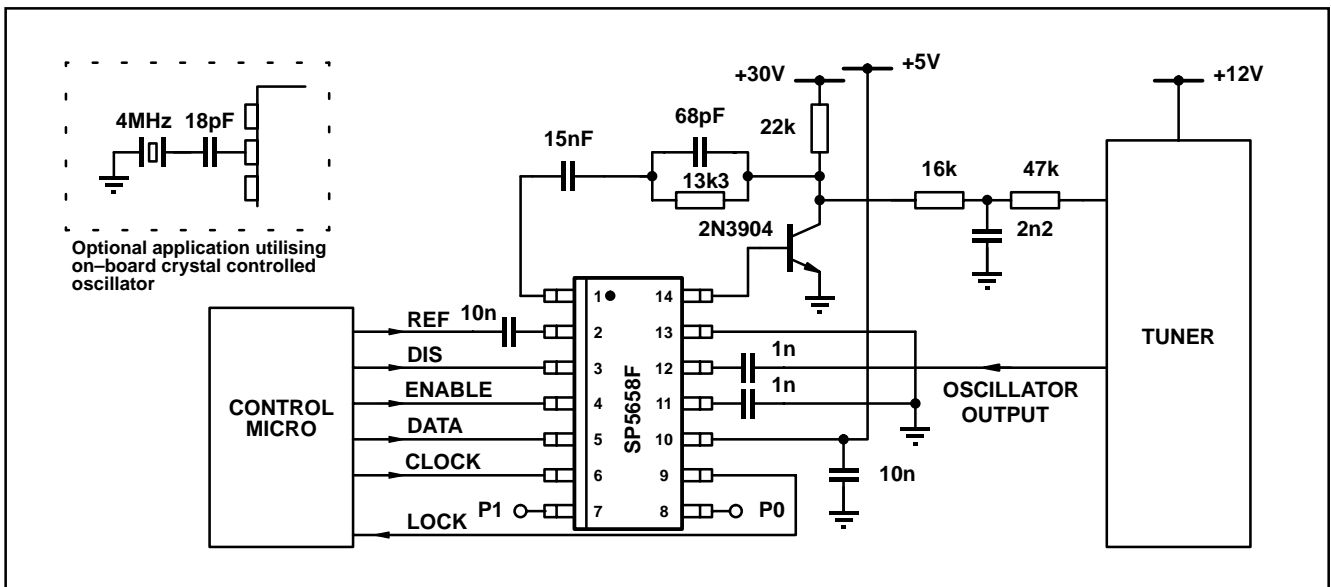 +30V
+5V
+12V
4MHz 18pF
68pF
22k
15nF
13k3
16k
47k
2N3904
2n2
Optional application utilising
on–board crystal controlled
oscillator
CONTROL
MICRO
REF
10n
DIS
ENABLE
DATA
CLOCK
P1
LOCK
SP5658F
1
2
3
4
5
6
7
14
13
12
11
10
9
8
1n
1n
P0
10n
OSCILLATOR
OUTPUT
TUNER